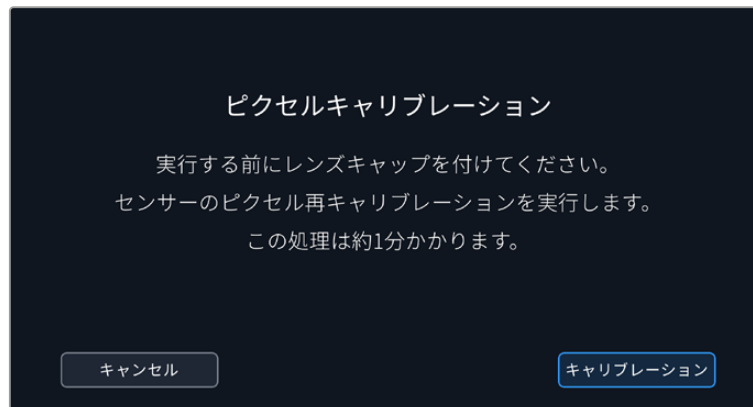 ピクセルキャリブレーション
実行する前にレンズキャップを付けてください。
センサーのピクセル再キャリブレーションを実行します。
この処理は約1分かかります。
キャンセル
キャリブレーション